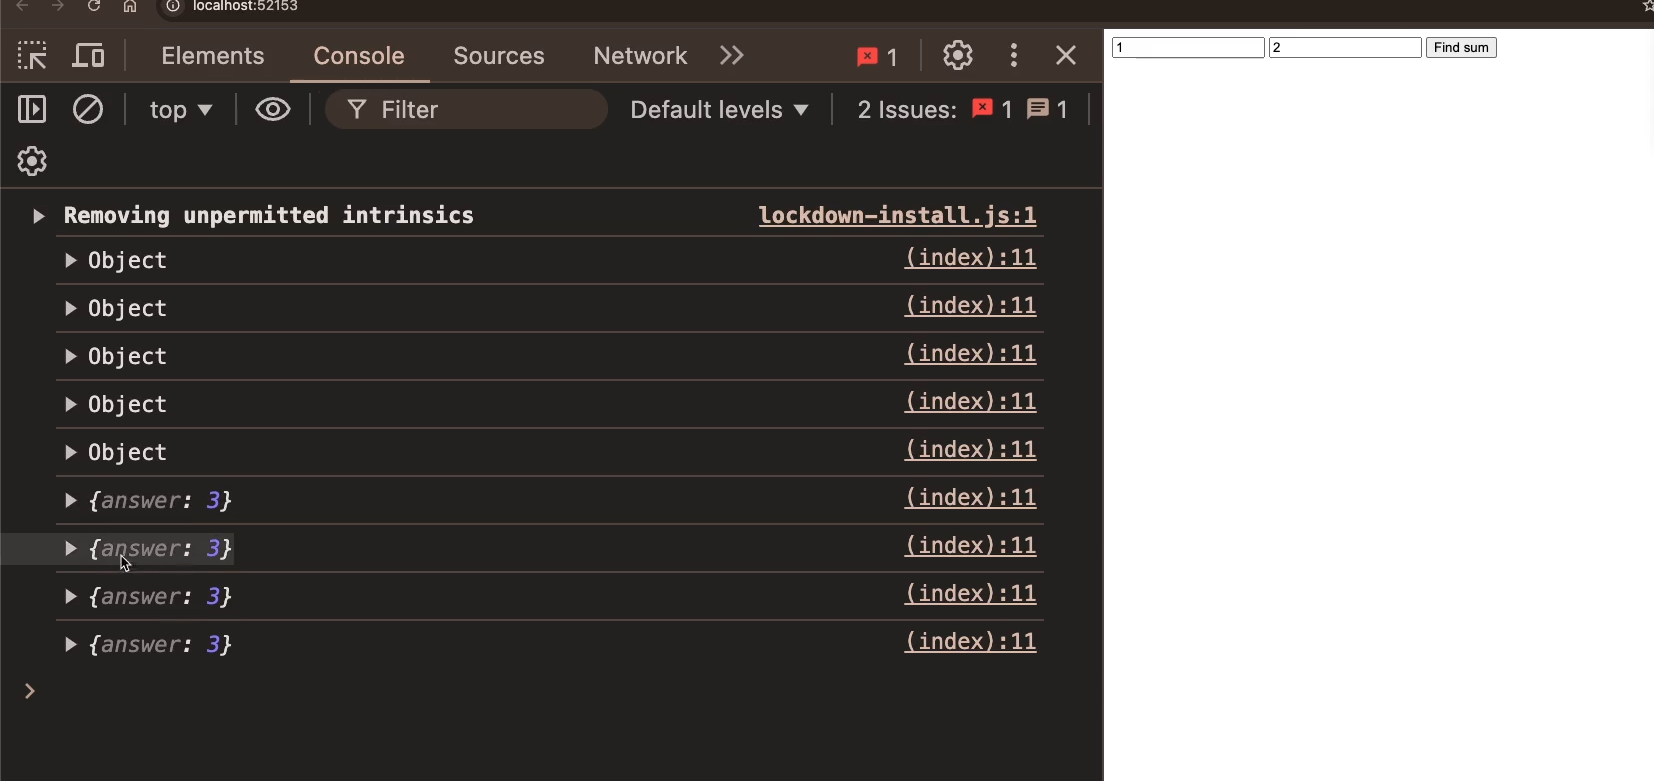 localhost:52153
Elements Console Sources Network 1
top Filter Default levels 2 Issues: 1 1
Removing unpermitted intrinsics lockdown-install.js:1
Object (index):11
Object (index):11
Object (index):11
Object (index):11
Object (index):11
{answer: 3} (index):11
{answer: 3} (index):11
{answer: 3} (index):11
{answer: 3} (index):11
1 2 Find sum